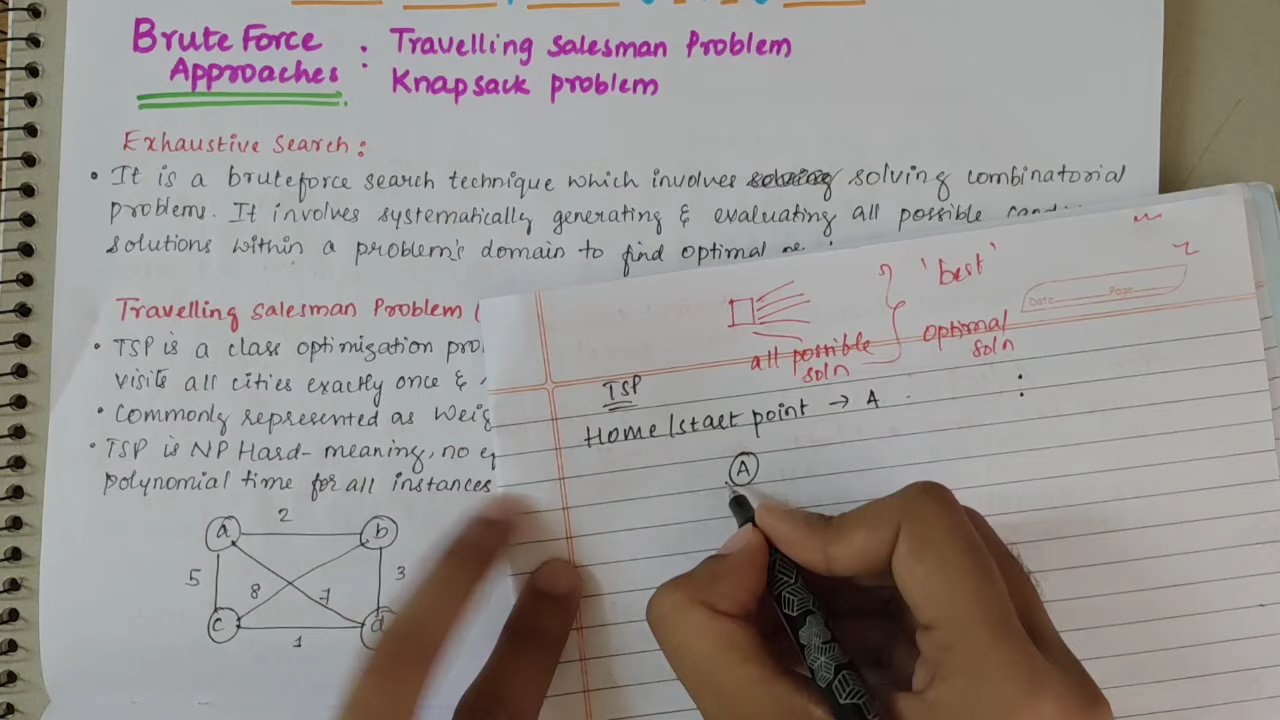 Brute Force : Travelling Salesman Problem
Approaches Knapsack problem
Exhaustive Search :
• It is a bruteforce search technique which involves solving combinatorial
problems. It involves systematically generating & evaluating all possible
solutions within a problem's domain to find optimal
Travelling Salesman Problem (
• TSP is a class optimization
visits all cities exactly once &
• Commonly represented as
• TSP is NP Hard- meaning, no
polynomial time for all instances
a 2 b
5 8 7 3
c 1 d
'best'
Date Page
all possible
soln
optimal
soln
TSP
Home/start point → A
A